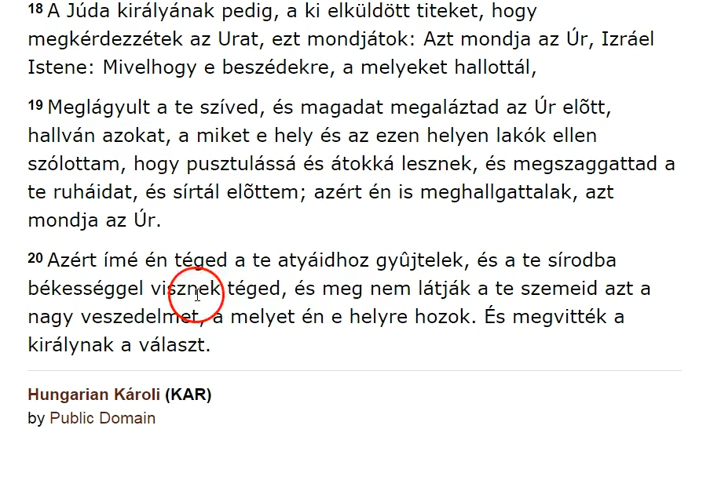 18 A Júda királyának pedig, a ki elküldött titeket, hogy
megkérdezzétek az Urat, ezt mondjátok: Azt mondja az Úr, Izráel
Istene: Mivelhogy e beszédekre, a melyeket hallottál,
19 Meglágyult a te szíved, és magadat megaláztad az Úr elõtt,
hallván azokat, a miket e hely és az ezen helyen lakók ellen
szólottam, hogy pusztulássá és átokká lesznek, és megszaggattad a
te ruháidat, és sírtál elõttem; azért én is meghallgattalak, azt
mondja az Úr.
20 Azért ímé én téged a te atyáidhoz gyûjtelek, és a te sírodba
békességgel visznek téged, és meg nem látják a te szemeid azt a
nagy veszedelmet, a melyet én e helyre hozok. És megvitték a
királynak a választ.
Hungarian Károli (KAR)
by Public Domain